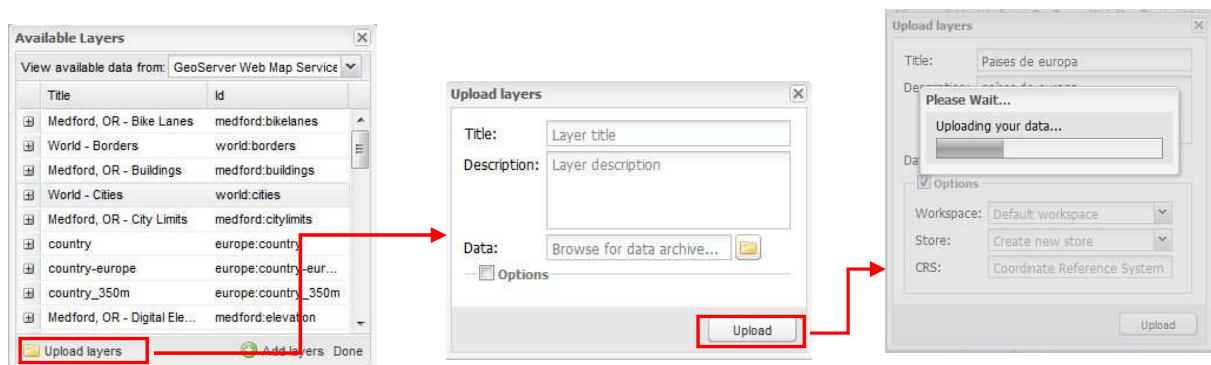 Available Layers
View available data from: GeoServer Web Map Service
Title Id
Medford, OR - Bike Lanes medford:bikelanes
World - Borders world:borders
Medford, OR - Buildings medford:buildings
World - Cities world:cities
Medford, OR - City Limits medford:citylimits
country europe:country
country-europe europe:country-eur...
country_350m europe:country_350m
Medford, OR - Digital Ele... medford:elevation
Upload layers Add layers Done
Upload layers
Title: Layer title
Description: Layer description
Data: Browse for data archive...
Options
Upload
Upload layers
Title: Paises de europa
Please Wait...
Uploading your data...
Options
Workspace: Default workspace
Store: Create new store
CRS: Coordinate Reference System
Upload